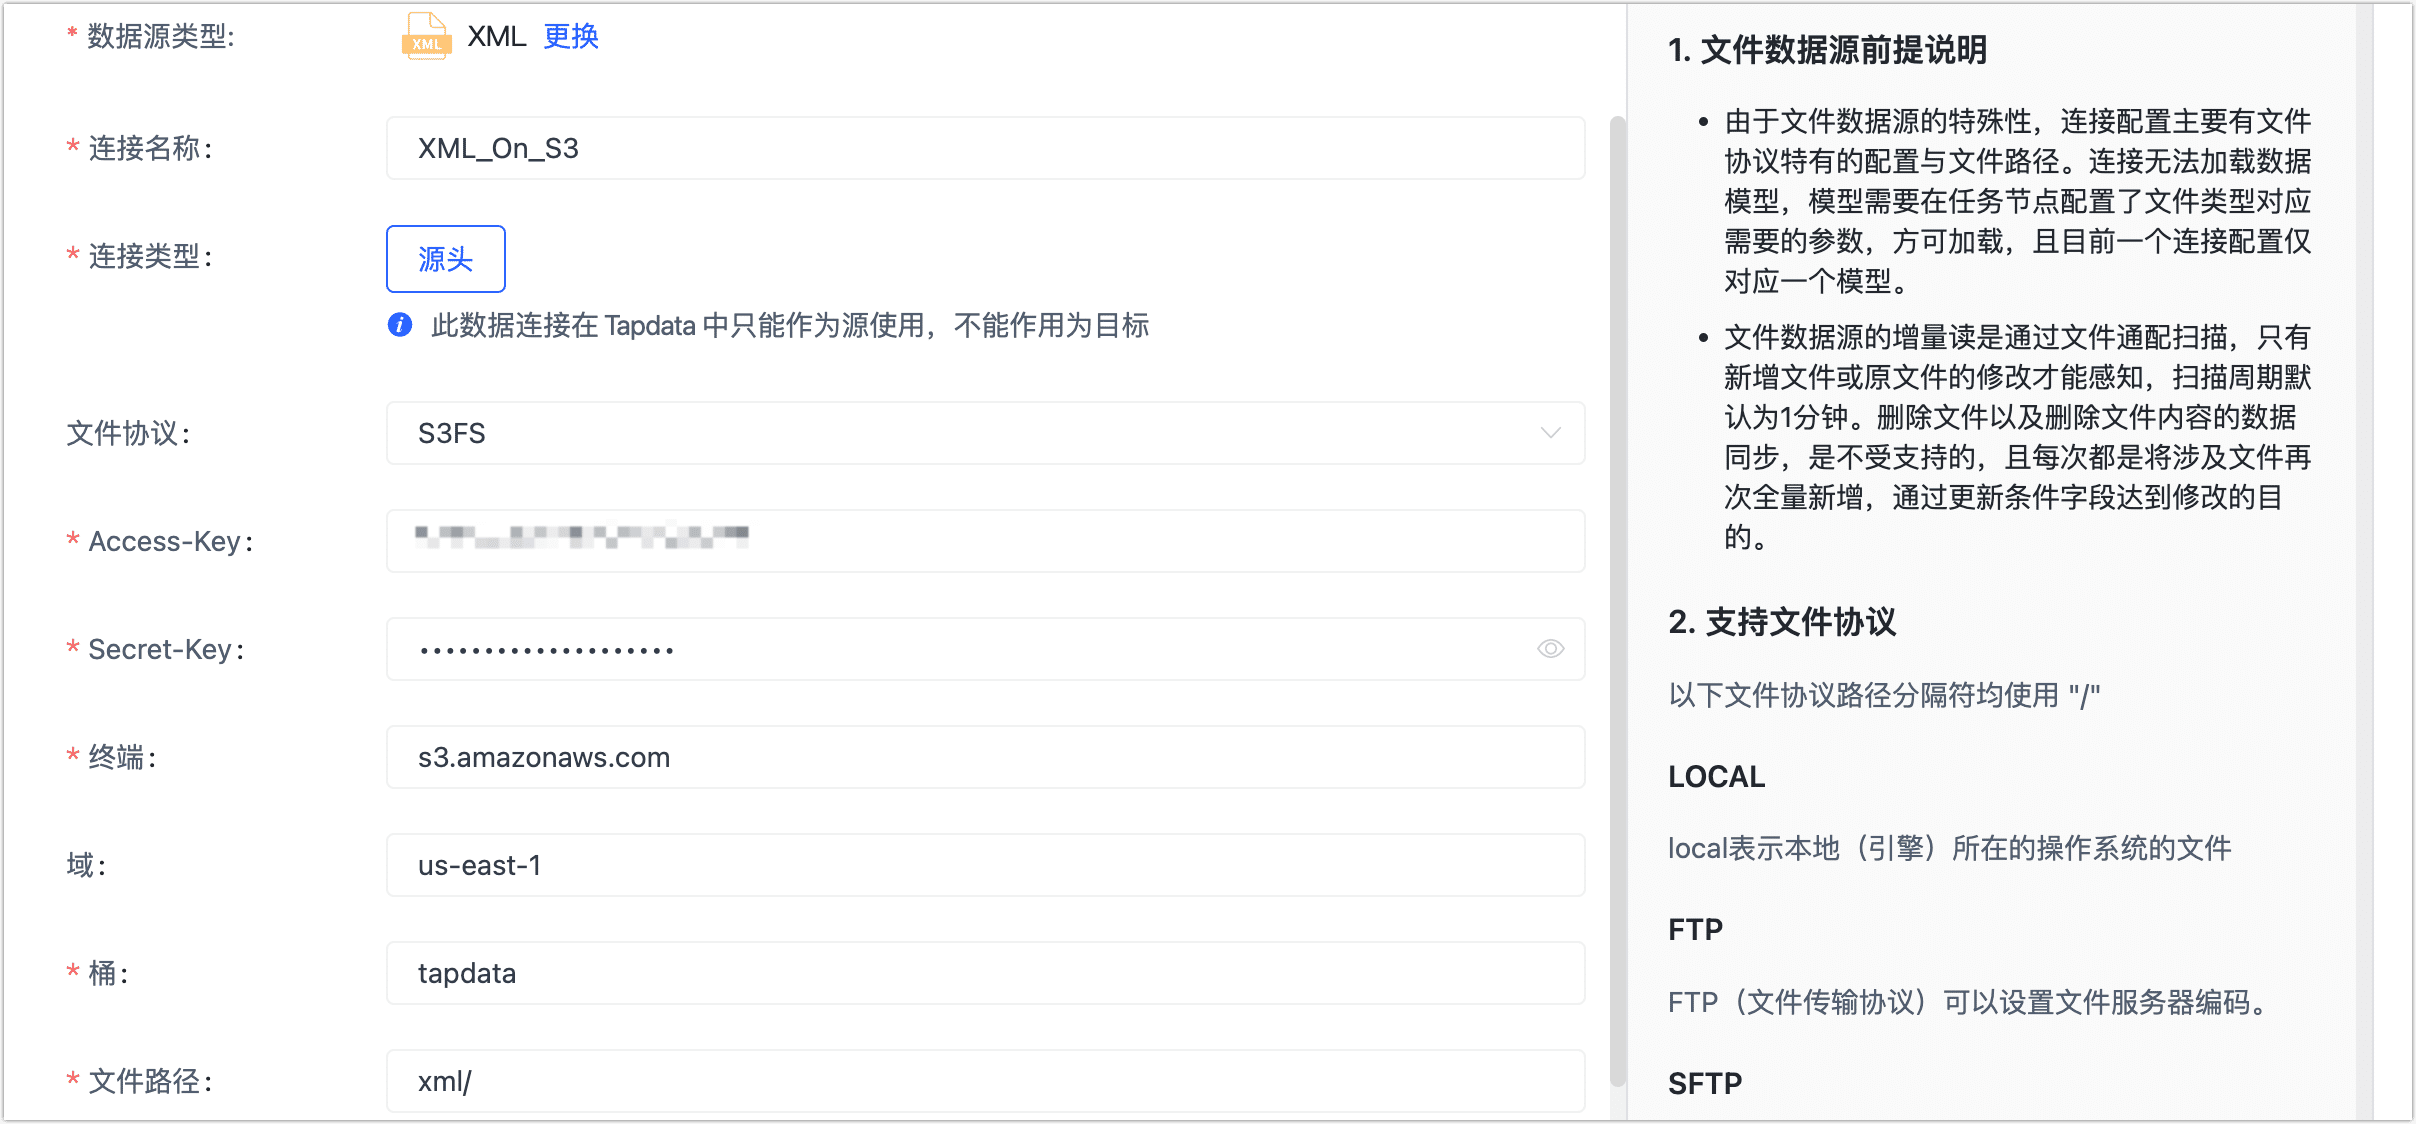 * 数据源类型:
XML XML 更换
* 连接名称:
XML_On_S3
* 连接类型:
源头
此数据连接在 Tapdata 中只能作为源使用，不能作用为目标
文件协议:
S3FS
* Access-Key:
* Secret-Key:
••••••••••••••••••••
* 终端:
s3.amazonaws.com
域:
us-east-1
* 桶:
tapdata
* 文件路径:
xml/
1. 文件数据源前提说明
• 由于文件数据源的特殊性，连接配置主要有文件
协议特有的配置与文件路径。连接无法加载数据
模型，模型需要在任务节点配置了文件类型对应
需要的参数，方可加载，且目前一个连接配置仅
对应一个模型。
• 文件数据源的增量读是通过文件通配扫描，只有
新增文件或原文件的修改才能感知，扫描周期默
认为1分钟。删除文件以及删除文件内容的数据
同步，是不受支持的，且每次都是将涉及文件再
次全量新增，通过更新条件字段达到修改的目
的。
2. 支持文件协议
以下文件协议路径分隔符均使用 "/"
LOCAL
local表示本地（引擎）所在的操作系统的文件
FTP
FTP（文件传输协议）可以设置文件服务器编码。
SFTP